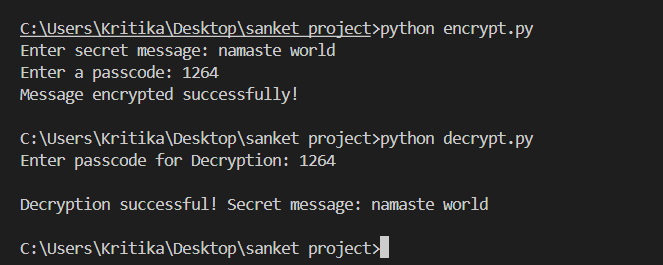 C:\Users\Kritika\Desktop\sanket project>python encrypt.py
Enter secret message: namaste world
Enter a passcode: 1264
Message encrypted successfully!
C:\Users\Kritika\Desktop\sanket project>python decrypt.py
Enter passcode for Decryption: 1264
Decryption successful! Secret message: namaste world
C:\Users\Kritika\Desktop\sanket project>